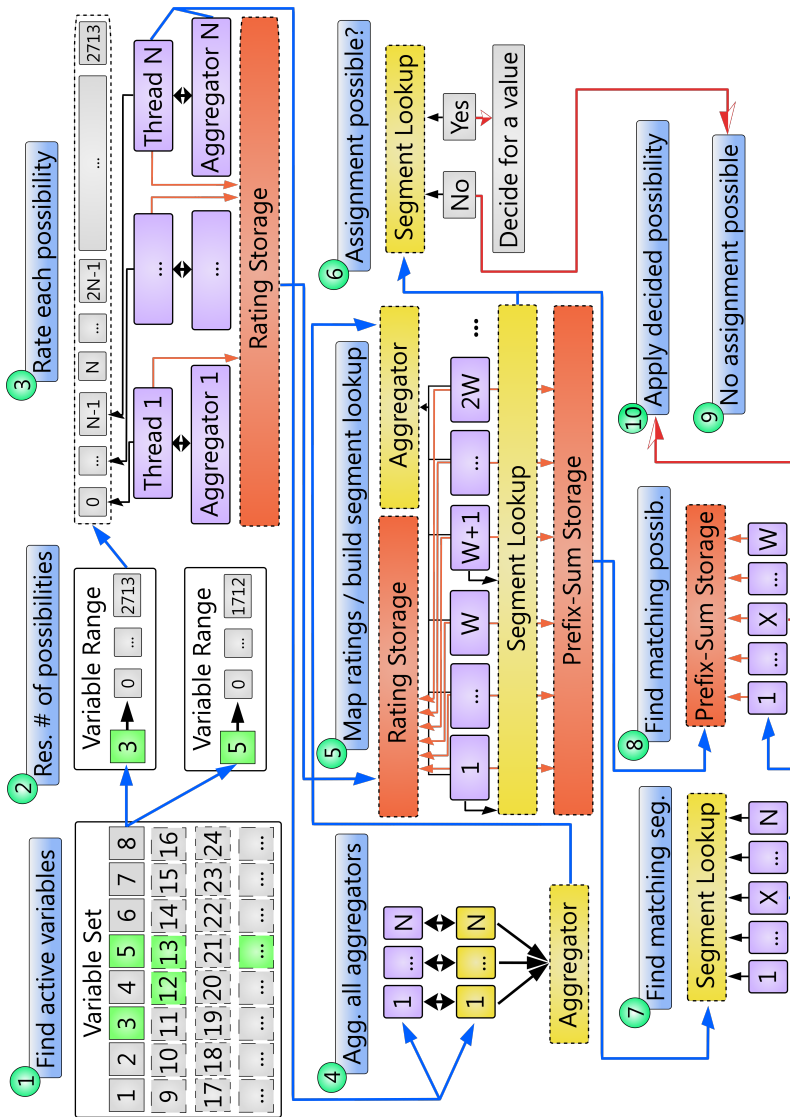 1 Find active variables
Variable Set
1 2 3 4 5 6 7 8
9 10 11 12 13 14 15 16
17 18 19 20 21 22 23 24
... ... ... ... ... ... ... ...
2 Res. # of possibilities
Variable Range
3 0 ... 2713
Variable Range
5 0 ... 1712
3 Rate each possibility
0 ... N-1 N ... 2N-1 ... 2713
Thread 1 ... Thread N
Aggregator 1 ... Aggregator N
Rating Storage
4 Agg. all aggregators
1 ... N
1 ... N
Aggregator
5 Map ratings / build segment lookup
Rating Storage Aggregator
1 ... W W+1 ... 2W ...
Segment Lookup
Prefix-Sum Storage
6 Assignment possible?
Segment Lookup
No Yes
Decide for a value
7 Find matching seg.
Segment Lookup
1 ... X ... N
8 Find matching possib.
Prefix-Sum Storage
1 ... X ... W
10 Apply decided possibility
9 No assignment possible